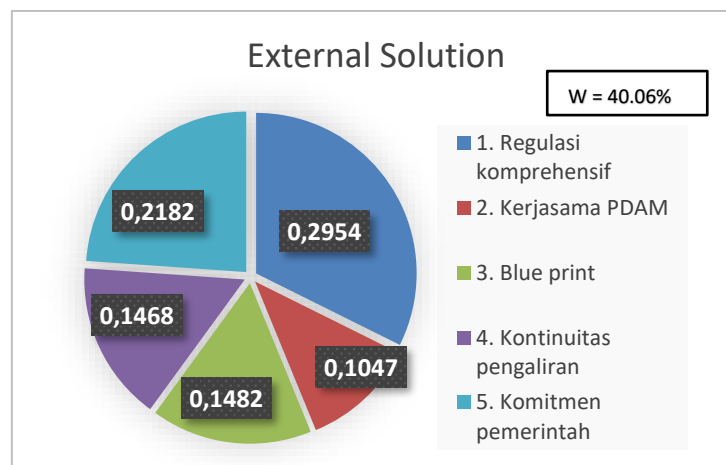 External Solution
W = 40.06%
0,2954
0,1047
0,1482
0,1468
0,2182
1. Regulasi
komprehensif
2. Kerjasama PDAM
3. Blue print
4. Kontinuitas
pengaliran
5. Komitmen
pemerintah